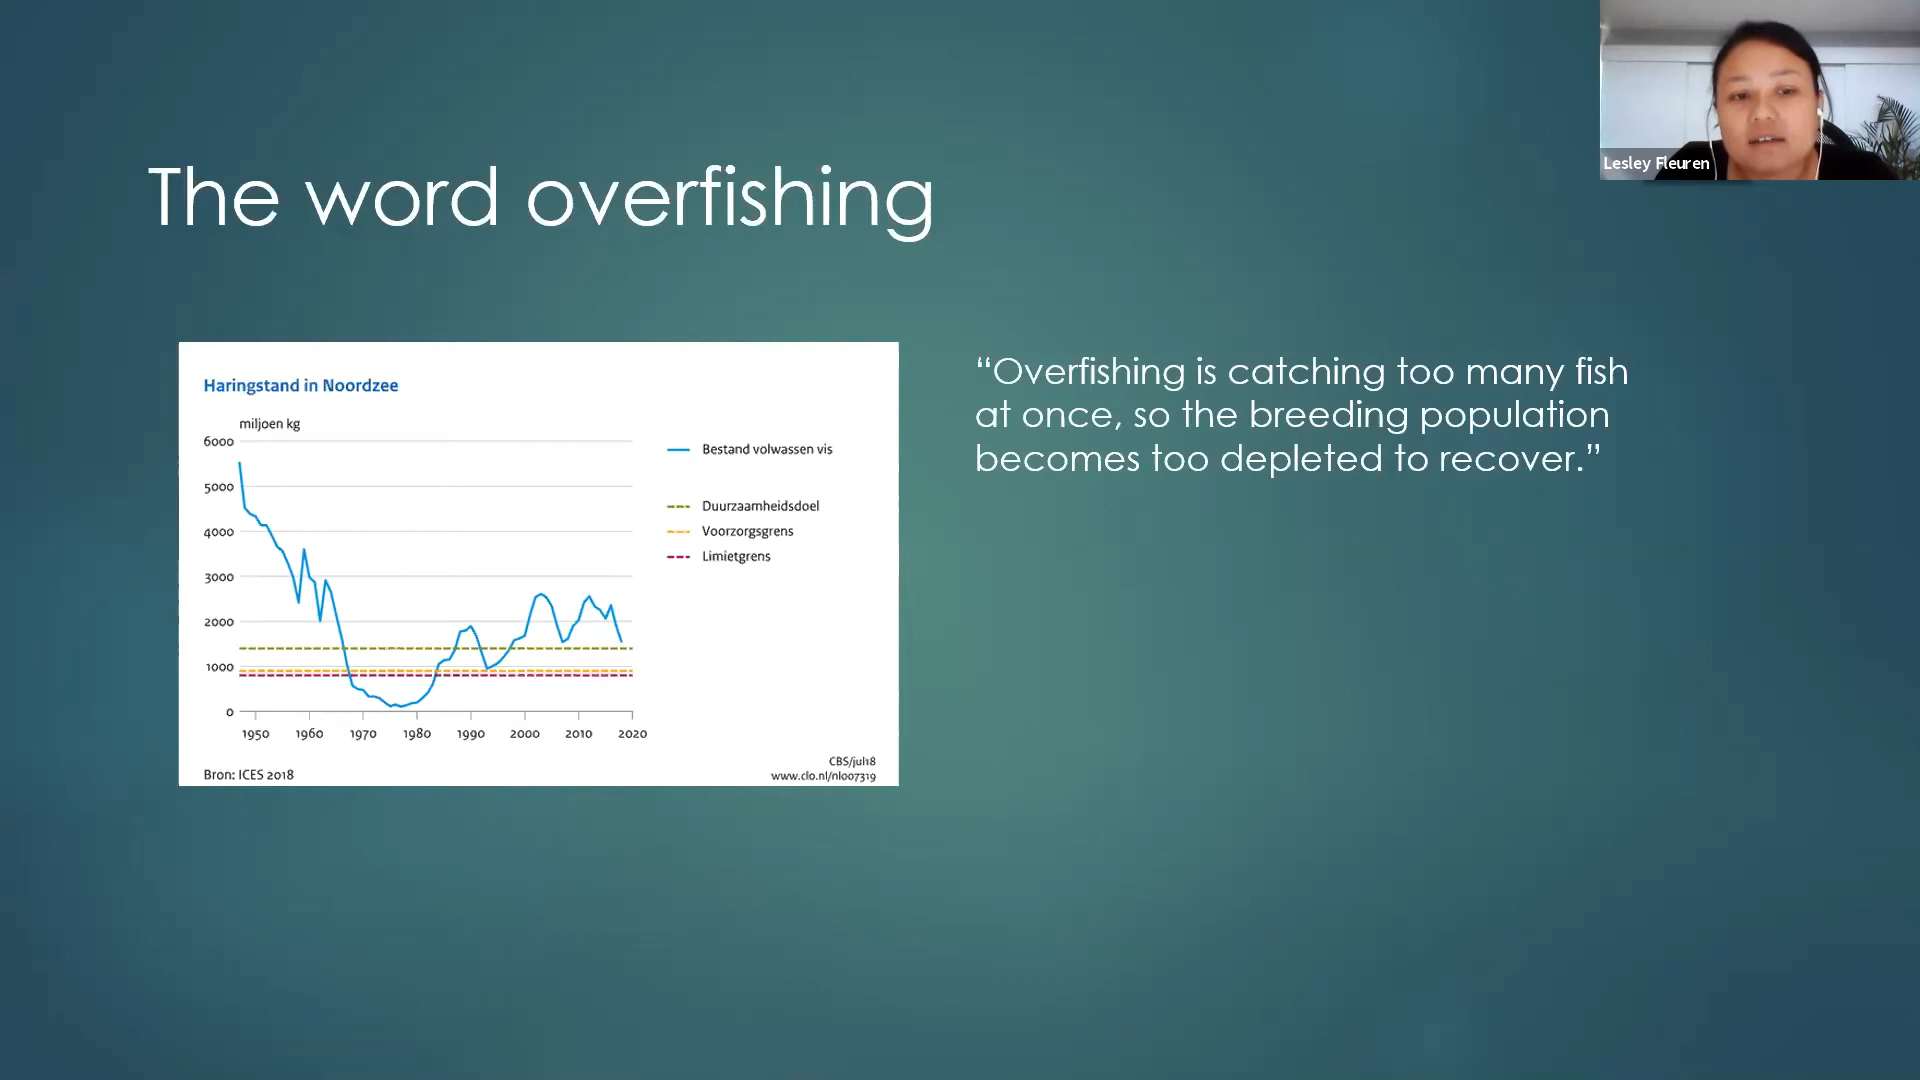 Lesley Fleuren
The word overfishing
Haringstand in Noordzee
miljoen kg
6000
5000
4000
3000
2000
1000
0
1950 1960 1970 1980 1990 2000 2010 2020
Bestand volwassen vis
Duurzaamheidsdoel
Voorzorgsgrens
Limietgrens
Bron: ICES 2018
CBS/jul18
www.clo.nl/nl007319
“Overfishing is catching too many fish
at once, so the breeding population
becomes too depleted to recover.”